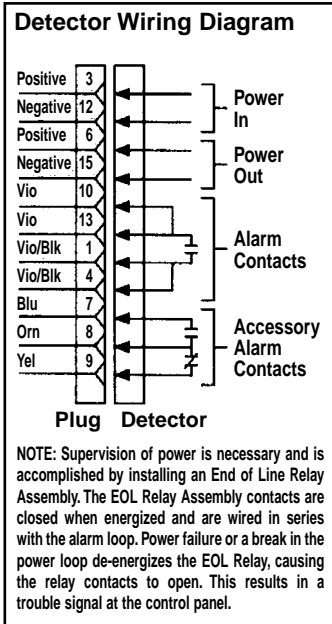 Detector Wiring Diagram
Positive 3
Negative 12
Power In
Positive 6
Negative 15
Power Out
Vio 10
Vio 13
Vio/Blk 1
Vio/Blk 4
Alarm Contacts
Blu 7
Orn 8
Yel 9
Accessory Alarm Contacts
Plug Detector
NOTE: Supervision of power is necessary and is
accomplished by installing an End of Line Relay
Assembly. The EOL Relay Assembly contacts are
closed when energized and are wired in series
with the alarm loop. Power failure or a break in the
power loop de-energizes the EOL Relay, causing
the relay contacts to open. This results in a
trouble signal at the control panel.